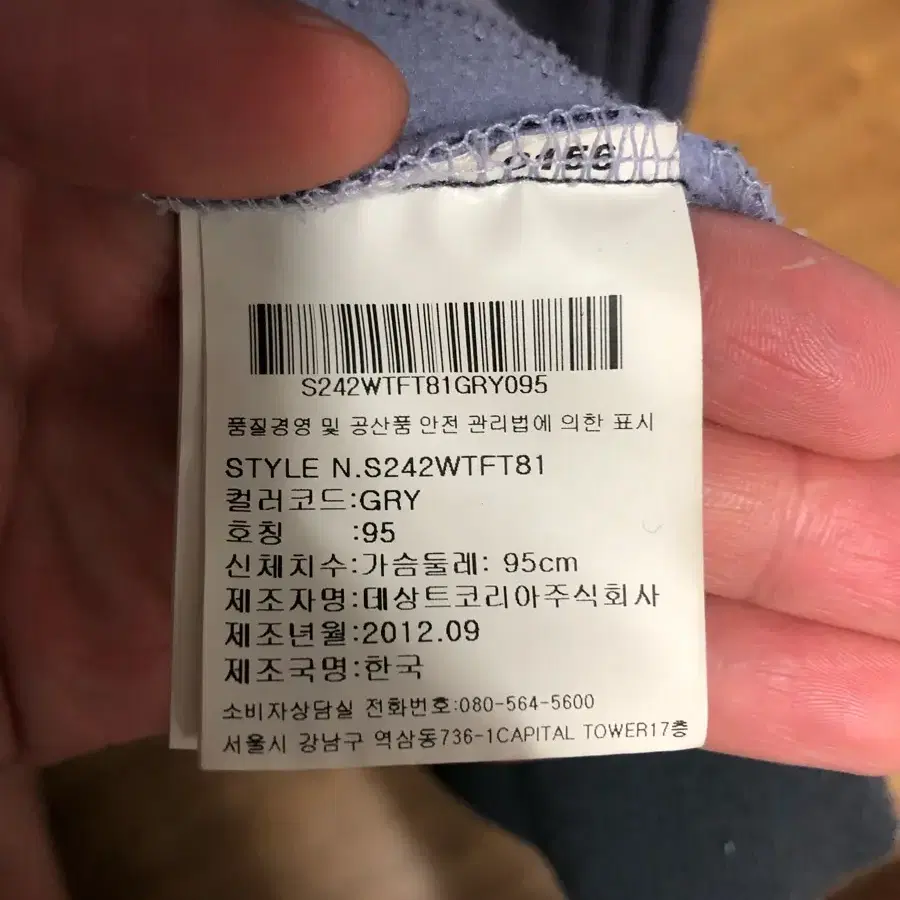 S242WTFT81GRY095
품질경영 및 공산품 안전 관리법에 의한 표시
STYLE N.S242WTFT81
컬러코드:GRY
호칭 :95
신체치수:가슴둘레: 95cm
제조자명:데상트코리아주식회사
제조년월:2012.09
제조국명:한국
소비자상담실 전화번호:080-564-5600
서울시 강남구 역삼동736-1CAPITAL TOWER17층